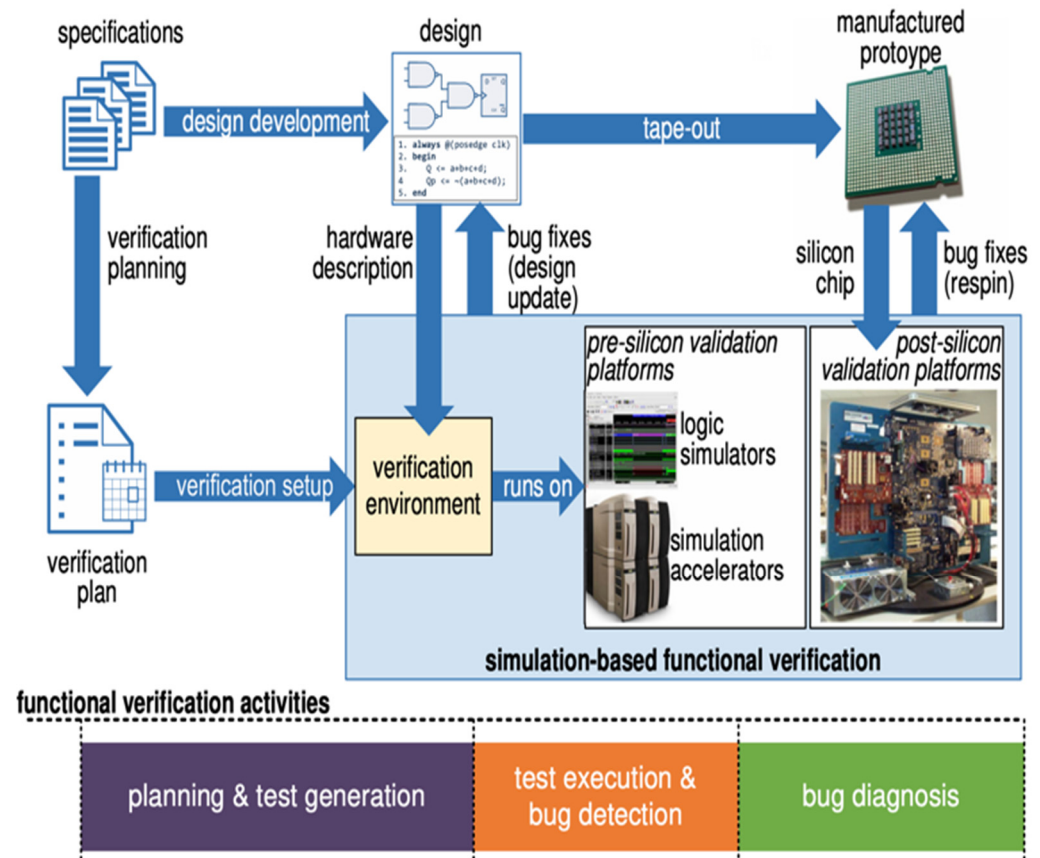 specifications
design
manufactured
protoype
design development
tape-out
1. always @(posedge clk)
2. begin
3. Q <= a+b+c+d;
4 Qp <= ~(a+b+c+d);
5. end
verification
planning
hardware
description
bug fixes
(design
update)
silicon
chip
bug fixes
(respin)
pre-silicon validation
platforms
post-silicon
validation platforms
logic
simulators
verification setup
verification
environment
runs on
simulation
accelerators
verification
plan
simulation-based functional verification
functional verification activities
planning & test generation
test execution &
bug detection
bug diagnosis